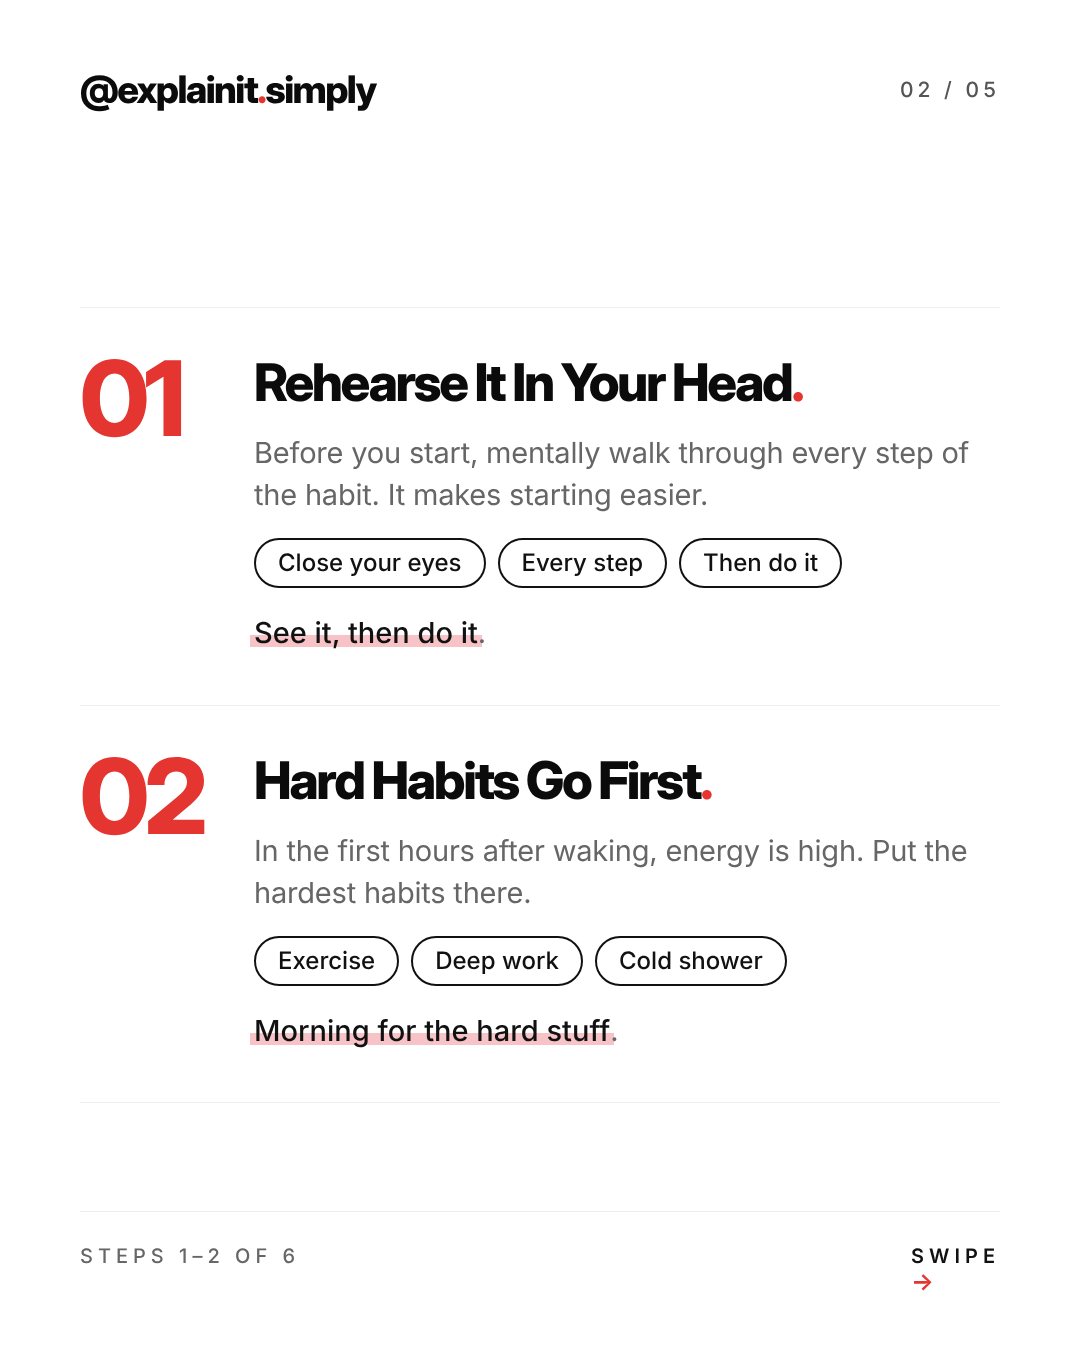 @explainit.simply
02 / 05
01
Rehearse It In Your Head.
Before you start, mentally walk through every step of
the habit. It makes starting easier.
Close your eyes
Every step
Then do it
See it, then do it.
02
Hard Habits Go First.
In the first hours after waking, energy is high. Put the
hardest habits there.
Exercise
Deep work
Cold shower
Morning for the hard stuff.
STEPS 1–2 OF 6
SWIPE
→